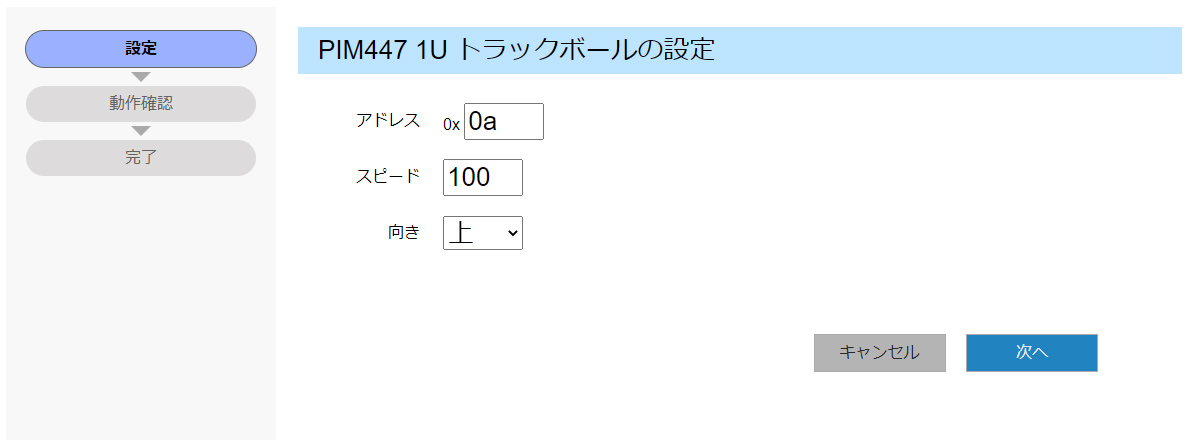 設定
動作確認
完了
PIM447 1U トラックボールの設定
アドレス 0x 0a
スピード 100
向き 上
キャンセル 次へ